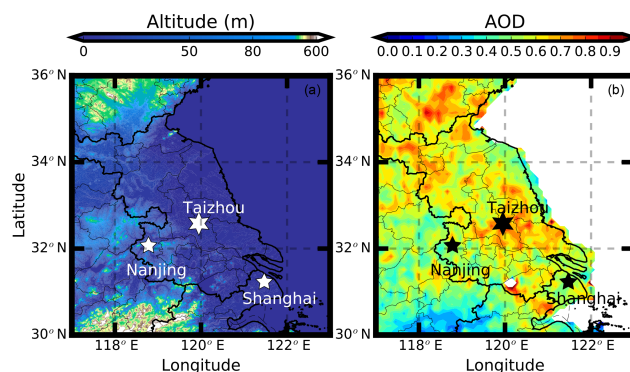 Altitude (m)
0 50 80 600
AOD
0.0 0.1 0.2 0.3 0.4 0.5 0.6 0.7 0.8 0.9
(a)
36° N
34° N
32° N
30° N
Latitude
Taizhou
Nanjing
Shanghai
118° E 120° 122°
Longitude
(b)
36° N
34° N
32° N
30° N
Taizhou
Nanjing
Shanghai
118° E 120° 122°
Longitude